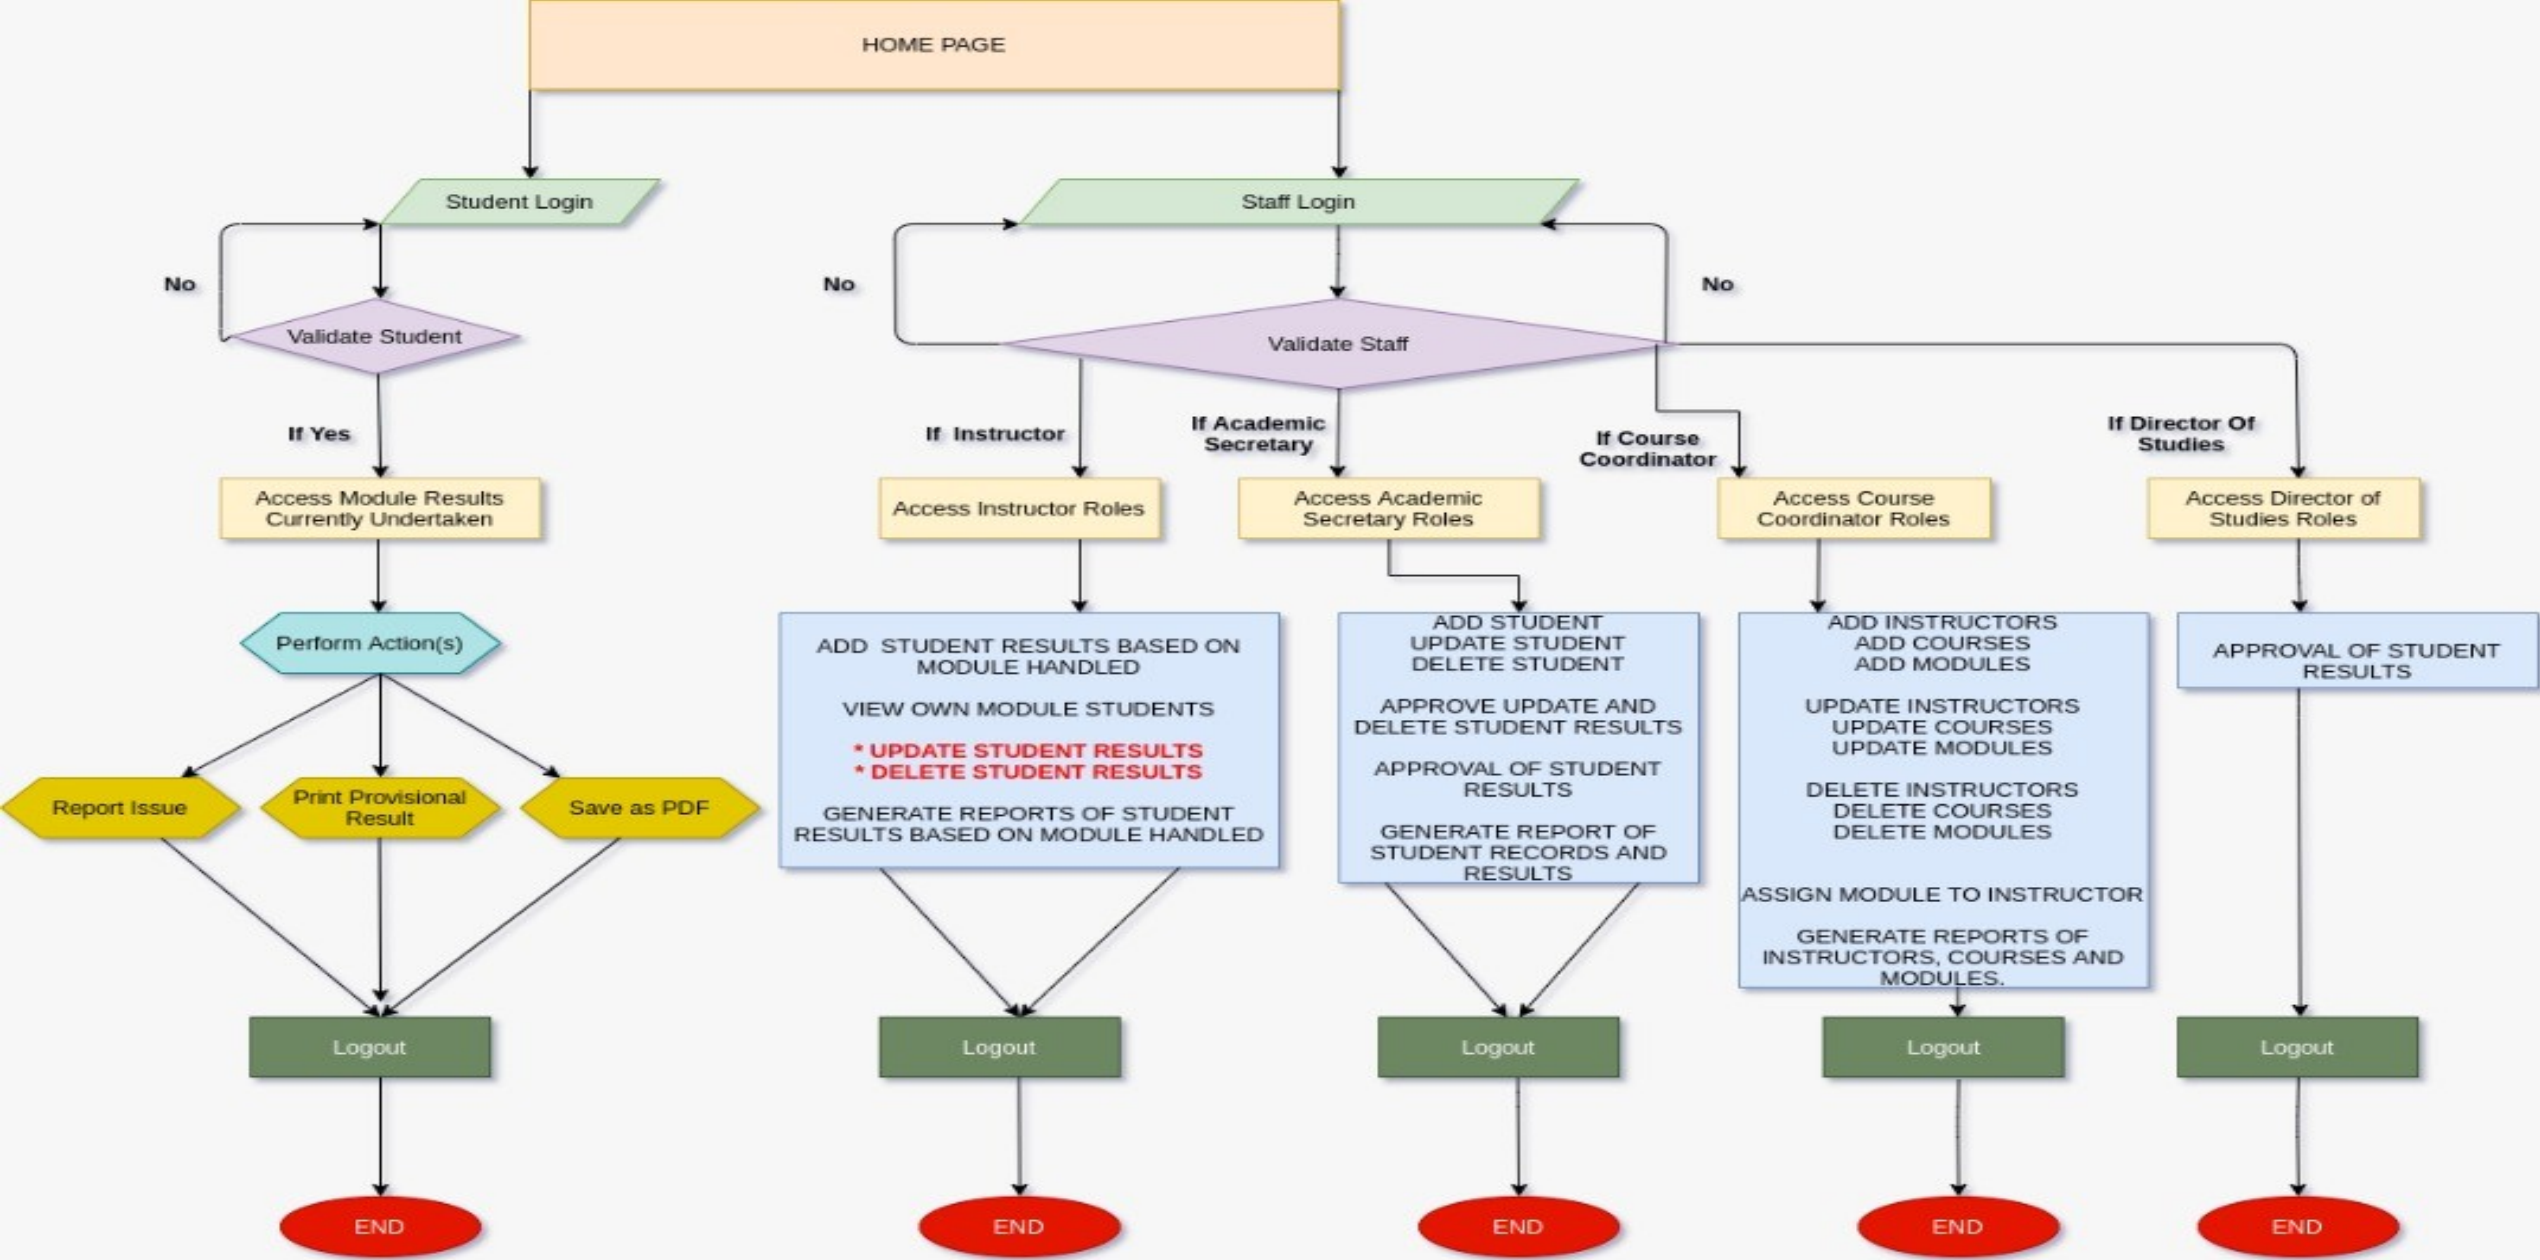 HOME PAGE
Student Login
Staff Login
No
No
No
Validate Student
Validate Staff
If Yes
If  Instructor
If Academic
Secretary
If Course
Coordinator
If Director Of
Studies
Access Module Results
Currently Undertaken
Access Instructor Roles
Access Academic
Secretary Roles
Access Course
Coordinator Roles
Access Director of
Studies Roles
Perform Action(s)
Report Issue
Print Provisional
Result
Save as PDF
ADD  STUDENT RESULTS BASED ON
MODULE HANDLED
VIEW OWN MODULE STUDENTS
* UPDATE STUDENT RESULTS
* DELETE STUDENT RESULTS
GENERATE REPORTS OF STUDENT
RESULTS BASED ON MODULE HANDLED
ADD STUDENT
UPDATE STUDENT
DELETE STUDENT
APPROVE UPDATE AND
DELETE STUDENT RESULTS
APPROVAL OF STUDENT
RESULTS
GENERATE REPORT OF
STUDENT RECORDS AND
RESULTS
ADD INSTRUCTORS
ADD COURSES
ADD MODULES
UPDATE INSTRUCTORS
UPDATE COURSES
UPDATE MODULES
DELETE INSTRUCTORS
DELETE COURSES
DELETE MODULES
ASSIGN MODULE TO INSTRUCTOR
GENERATE REPORTS OF
INSTRUCTORS, COURSES AND
MODULES.
APPROVAL OF STUDENT
RESULTS
Logout
Logout
Logout
Logout
Logout
END
END
END
END
END